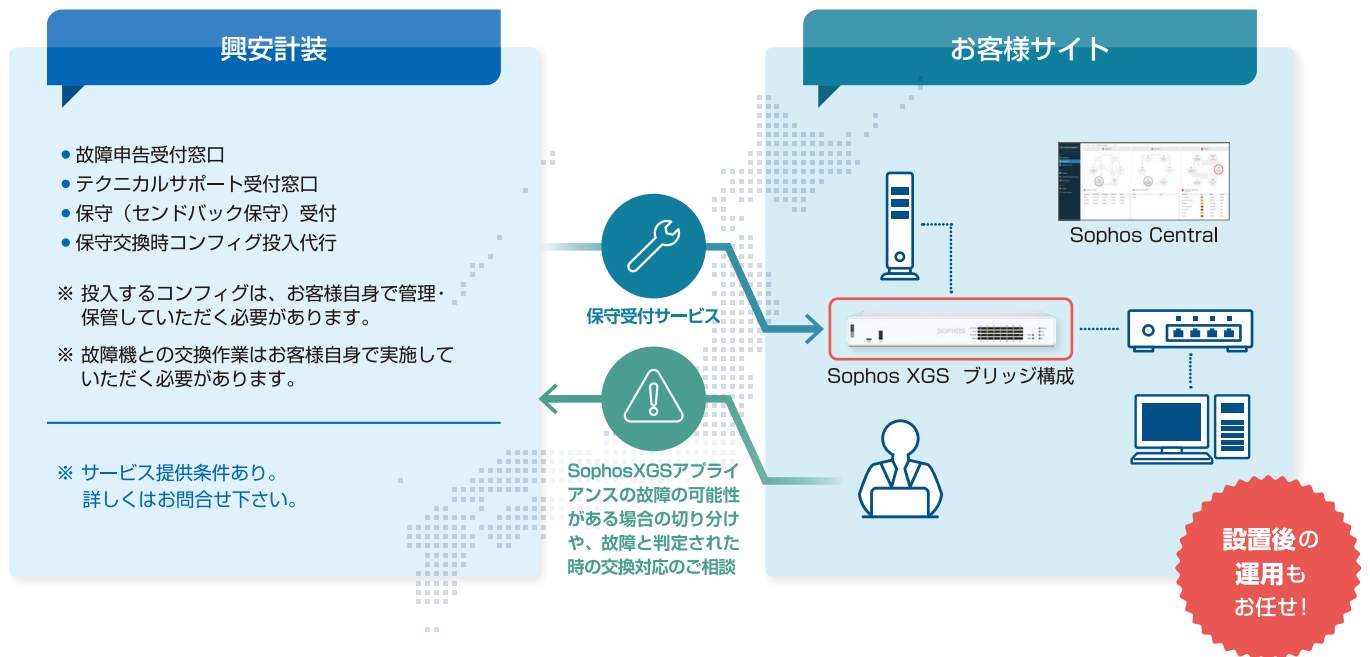 興安計装
お客様サイト
● 故障申告受付窓口
● テクニカルサポート受付窓口
● 保守（センドバック保守）受付
● 保守交換時コンフィグ投入代行
※ 投入するコンフィグは、お客様自身で管理・
保管していただく必要があります。
※ 故障機との交換作業はお客様自身で実施して
いただく必要があります。
※ サービス提供条件あり。
詳しくはお問合せ下さい。
保守受付サービス
SophosXGSアプライ
アンスの故障の可能性
がある場合の切り分け
や、故障と判定された
時の交換対応のご相談
Sophos Central
SOPHOS
Sophos XGS ブリッジ構成
設置後の
運用も
お任せ！